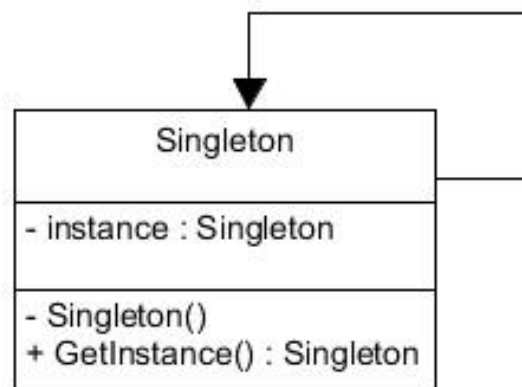 Singleton
- instance : Singleton
- Singleton()
+ GetInstance() : Singleton